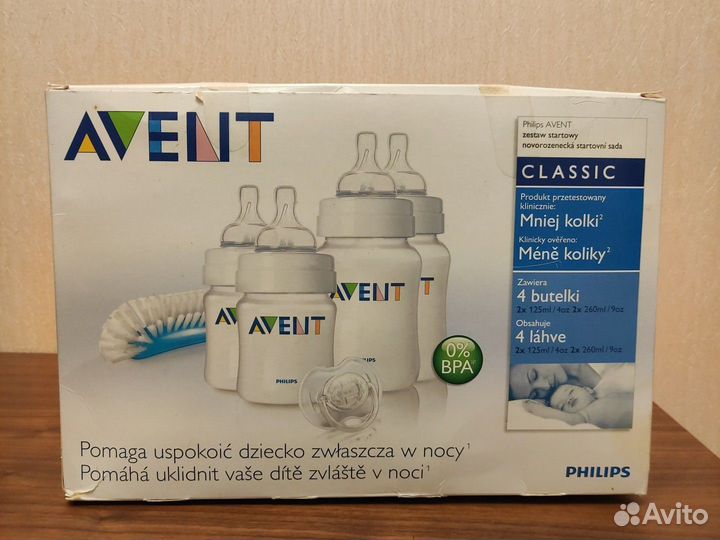 AVENT
Philips AVENT
zestaw startowy
novorozenecká startovní sada
CLASSIC
Produkt przetestowany
klinicznie:
Mniej kolki²
Klinicky ověřeno:
Méně koliky²
Zawiera
4 butelki
2x 125ml / 4oz 2x 260ml / 9oz
Obsahuje
4 láhve
2x 125ml / 4oz 2x 260ml / 9oz
AVENT
AVENT
PHILIPS
0%
BPA
Pomaga uspokoić dziecko zwłaszcza w nocy¹
Pomáhá uklidnit vaše dítě zvláště v noci¹
PHILIPS
Avito